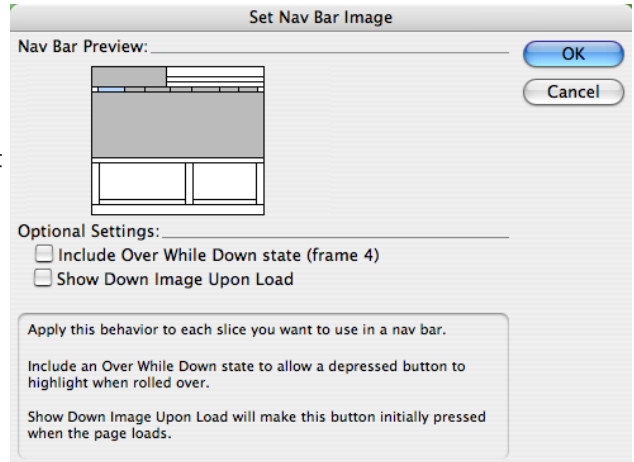 Set Nav Bar Image
Nav Bar Preview:
OK
Cancel
Optional Settings:
Include Over While Down state (frame 4)
Show Down Image Upon Load
Apply this behavior to each slice you want to use in a nav bar.
Include an Over While Down state to allow a depressed button to
highlight when rolled over.
Show Down Image Upon Load will make this button initially pressed
when the page loads.